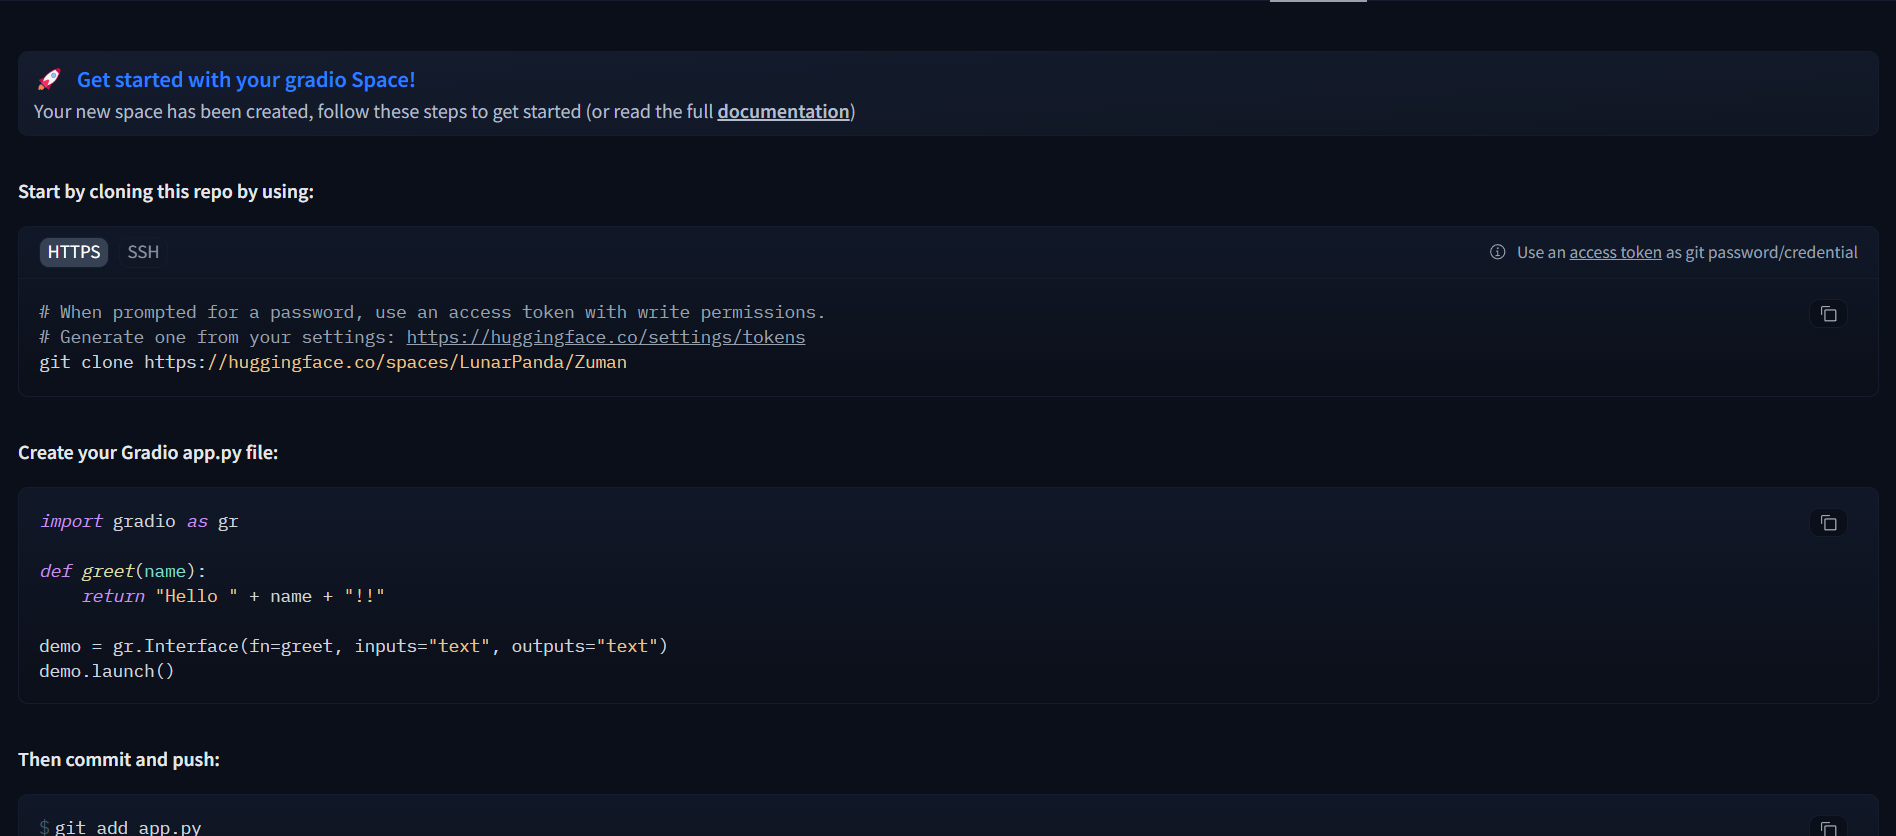 🚀 Get started with your gradio Space!
Your new space has been created, follow these steps to get started (or read the full documentation)
Start by cloning this repo by using:
HTTPS SSH Use an access token as git password/credential
# When prompted for a password, use an access token with write permissions.
# Generate one from your settings: https://huggingface.co/settings/tokens
git clone https://huggingface.co/spaces/LunarPanda/Zuman
Create your Gradio app.py file:
import gradio as gr
def greet(name):
    return "Hello " + name + "!!"
demo = gr.Interface(fn=greet, inputs="text", outputs="text")
demo.launch()
Then commit and push:
$ git add app.py